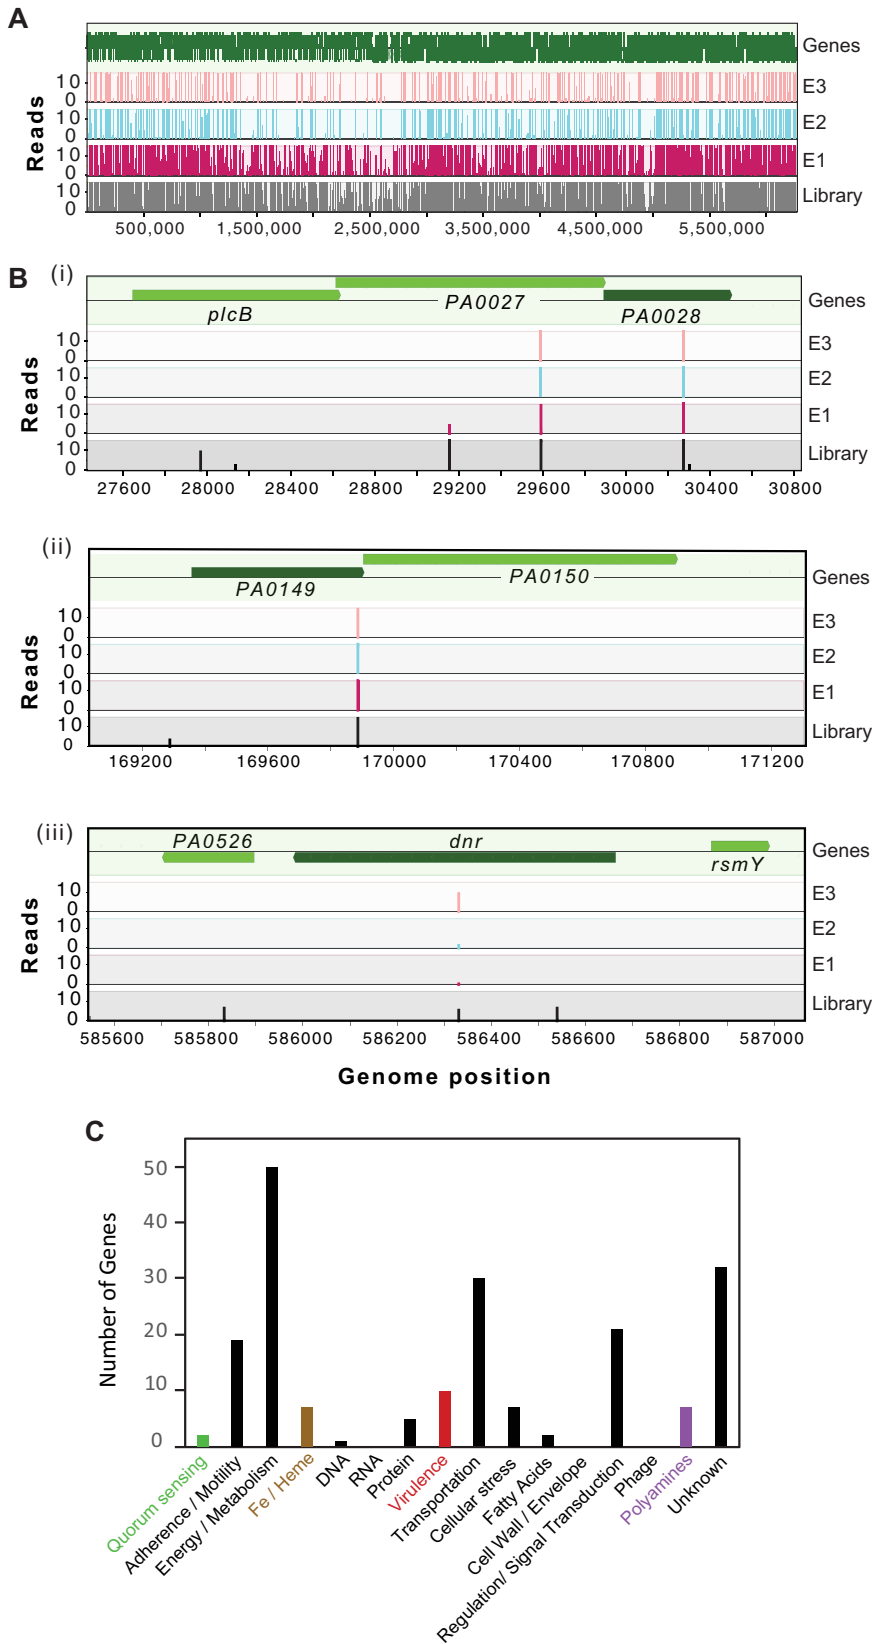 A
Genes
10
0
E3
10
0
E2
10
0
E1
10
0
Library
Reads
500,000 1,500,000 2,500,000 3,500,000 4,500,000 5,500,000
B
(i)
plcB
PA0027
PA0028
Genes
10
0
E3
10
0
E2
10
0
E1
10
0
Library
Reads
27600 28000 28400 28800 29200 29600 30000 30400 30800
(ii)
PA0149
PA0150
Genes
10
0
E3
10
0
E2
10
0
E1
10
0
Library
Reads
169200 169600 170000 170400 170800 171200
(iii)
PA0526
dnr
rsmY
Genes
10
0
E3
10
0
E2
10
0
E1
10
0
Library
Reads
585600 585800 586000 586200 586400 586600 586800 587000
Genome position
C
Number of Genes
50
40
30
20
10
0
Quorum sensing
Adherence / Motility
Energy / Metabolism
Fe / Heme
DNA
RNA
Protein
Virulence
Transportation
Cellular stress
Fatty Acids
Cell Wall / Envelope
Regulation/ Signal Transduction
Phage
Polyamines
Unknown